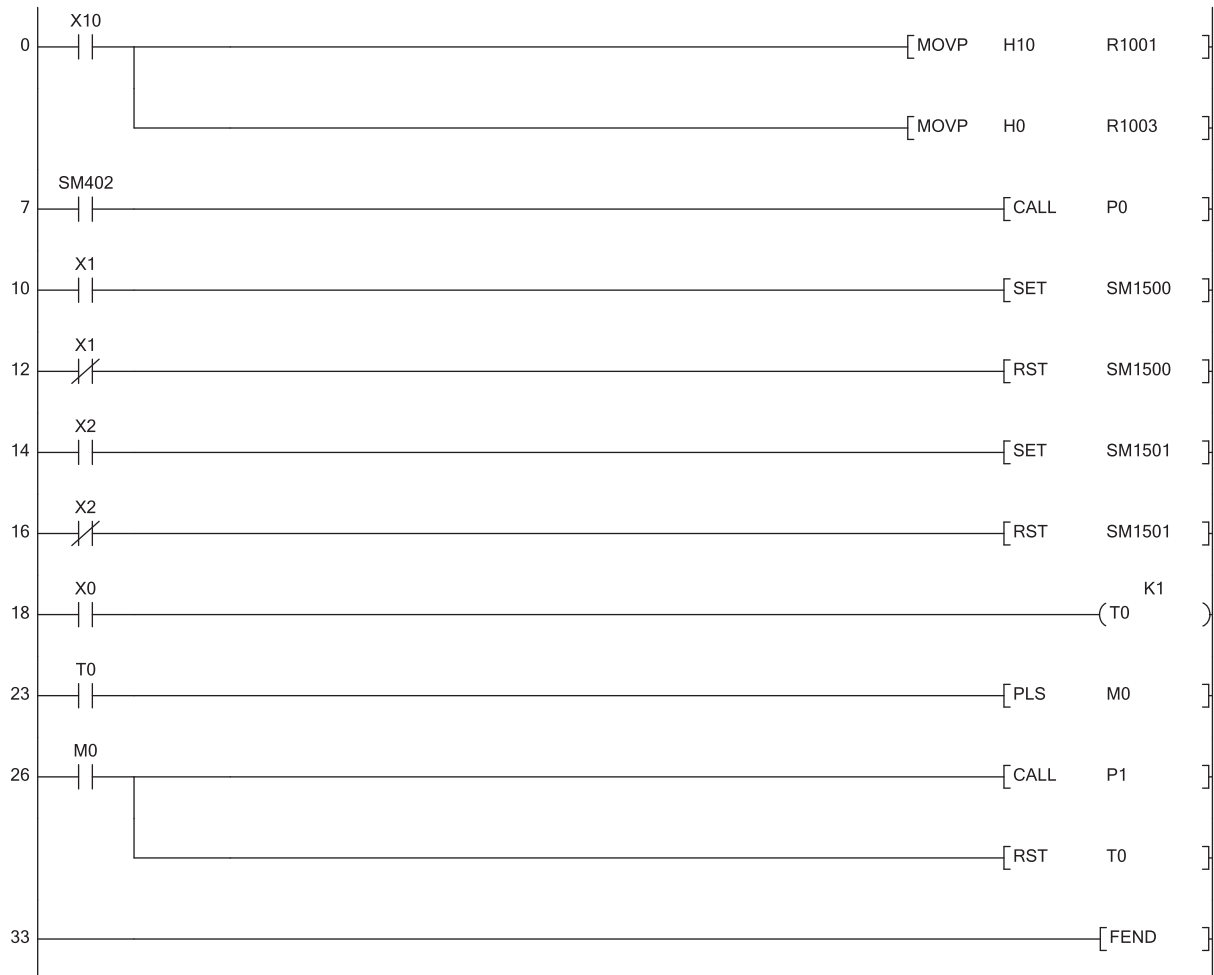 X10
0 MOVP H10 R1001
MOVP H0 R1003
SM402
7 CALL P0
X1
10 SET SM1500
X1
12 RST SM1500
X2
14 SET SM1501
X2
16 RST SM1501
X0 K1
18 T0
T0
23 PLS M0
M0
26 CALL P1
RST T0
33 FEND